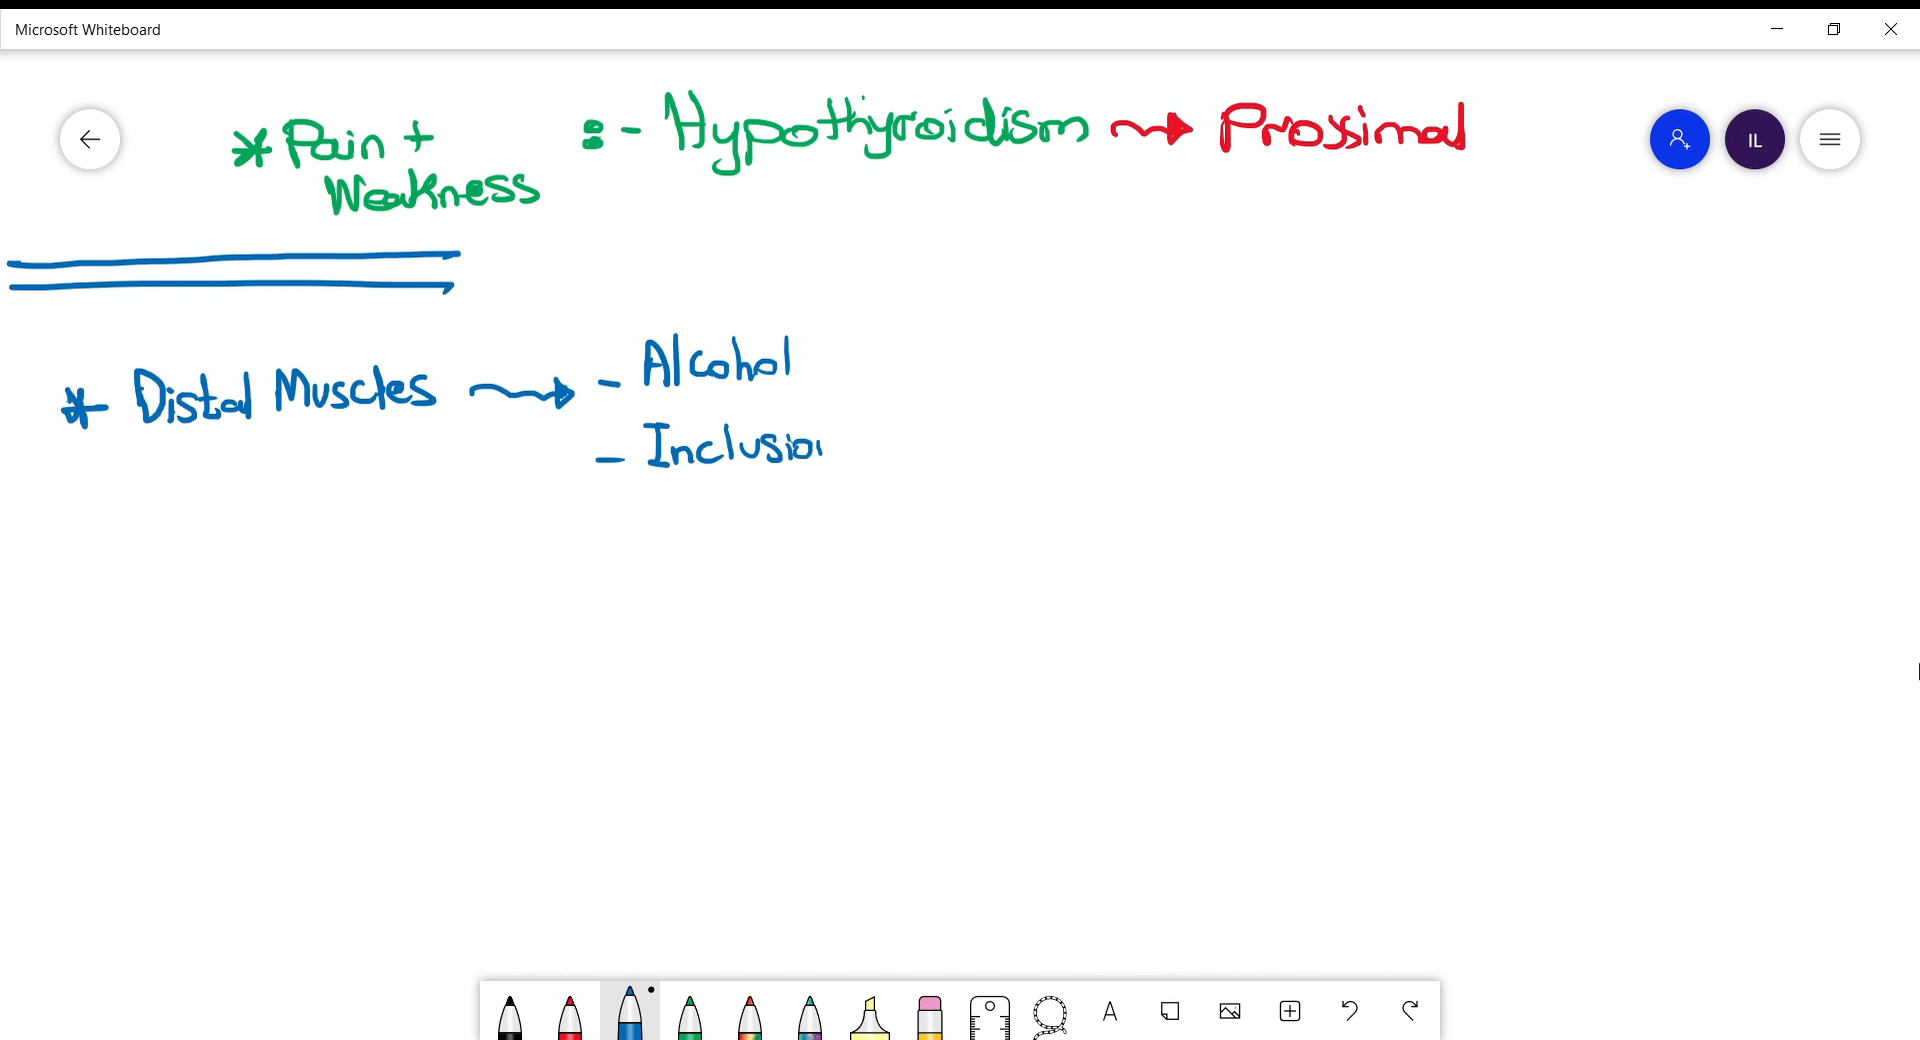 Microsoft Whiteboard
* Pain + :- Hypothyroidism → Proximal
Weakness
IL
* Distal Muscles → - Alcohol
- Inclusion
A